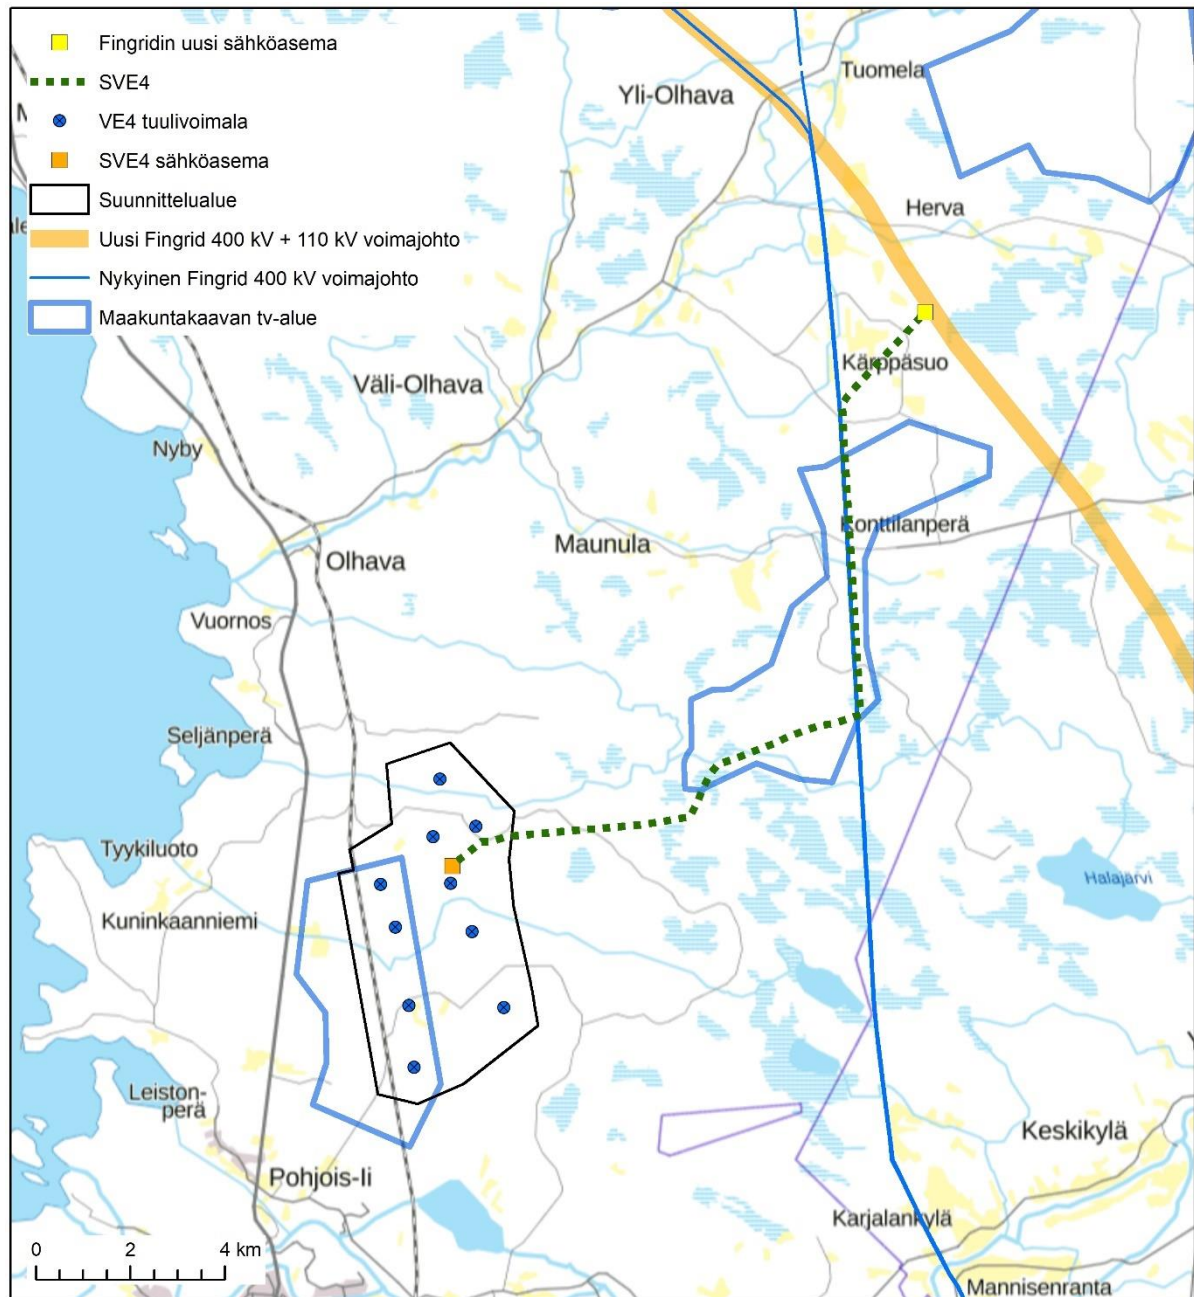 Fingridin uusi sähköasema
SVE4
VE4 tuulivoimala
SVE4 sähköasema
Suunnittelualue
Uusi Fingrid 400 kV + 110 kV voimajohto
Nykyinen Fingrid 400 kV voimajohto
Maakuntakaavan tv-alue
Tuomela
Yli-Olhava
Herva
Kärppäsuo
Väli-Olhava
Nyby
Konttilanperä
Maunula
Olhava
Vuornos
Seljänperä
Tyykiluoto
Halajärvi
Kuninkaanniemi
Leiston-
perä
Keskikylä
Pohjois-Ii
Karjalankylä
0 2 4 km
Mannisenranta